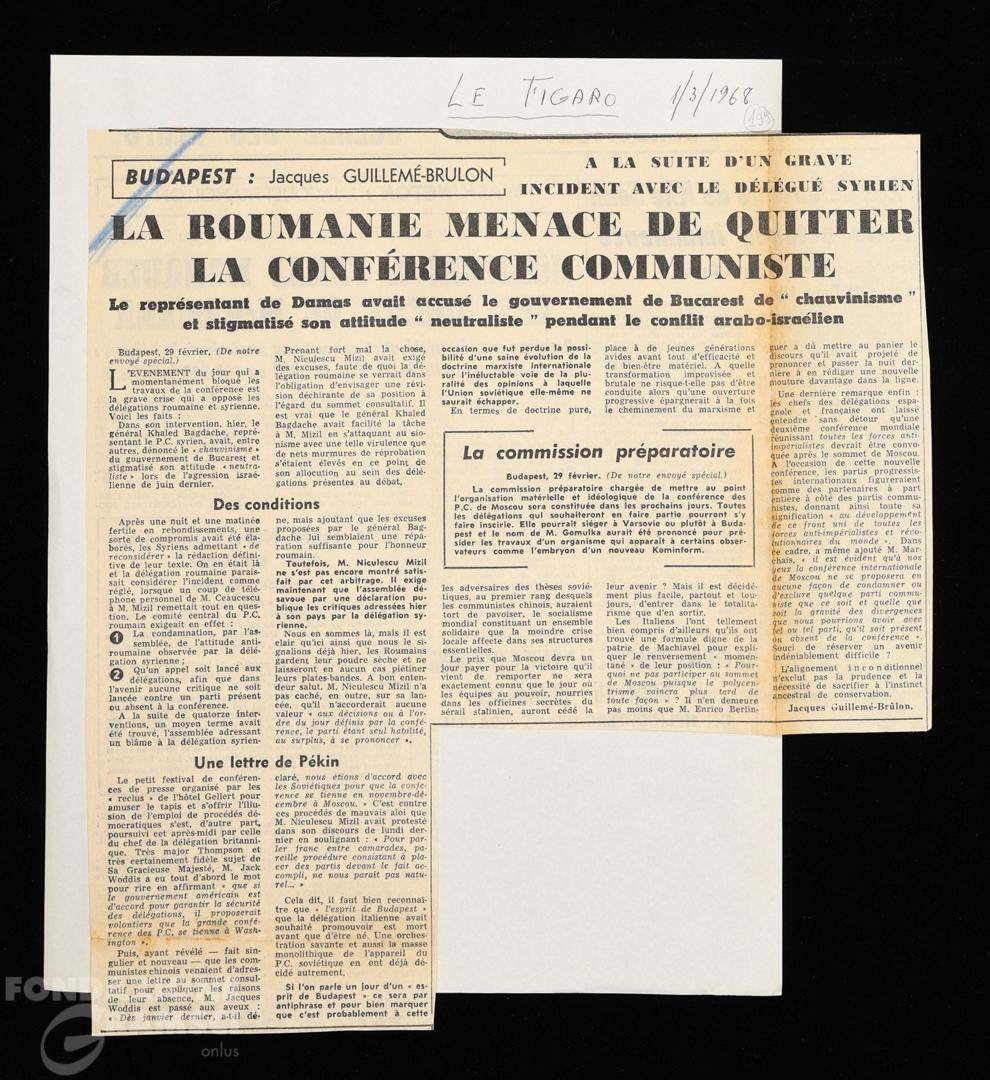 LE FIGARO 1/3/1968
199
BUDAPEST : Jacques GUILLEMÉ-BRULON
A LA SUITE D'UN GRAVE
INCIDENT AVEC LE DÉLÉGUÉ SYRIEN
LA ROUMANIE MENACE DE QUITTER
LA CONFÉRENCE COMMUNISTE
Le représentant de Damas avait accusé le gouvernement de Bucarest de “ chauvinisme ”
et stigmatisé son attitude “ neutraliste ” pendant le conflit arabo-israélien
Budapest, 29 février. (De notre
envoyé spécial.)
L'EVENEMENT du jour qui a
momentanément bloqué les
travaux de la conférence est
la grave crise qui a opposé les
délégations roumaine et syrienne.
Voici les faits :
Dans son intervention, hier, le
général Khaled Bagdache, repré-
sentant le P.C. syrien, avait, entre
autres, dénoncé le « chauvinisme »
du gouvernement de Bucarest et
stigmatisé son attitude « neutra-
liste » lors de l'agression israé-
lienne de juin dernier.
Prenant fort mal la chose,
M. Niculescu Mizil avait exigé
des excuses, faute de quoi la dé-
légation roumaine se verrait dans
l'obligation d'envisager une révi-
sion déchirante de sa position à
l'égard du sommet consultatif. Il
est vrai que le général Khaled
Bagdache avait facilité la tâche
à M. Mizil en s'attaquant au sio-
nisme avec une telle virulence que
de nets murmures de réprobation
s'étaient élevés en ce point de
son allocution au sein des délé-
gations présentes au débat.
Des conditions
Après une nuit et une matinée
fertile en rebondissements, une
sorte de compromis avait été éla-
borés, les Syriens admettant « de
reconsidérer » la rédaction défini-
tive de leur texte. On en était là
et la délégation roumaine parais-
sait considérer l'incident comme
réglé, lorsque un coup de télé-
phone personnel de M. Ceaucescu
à M. Mizil remettait tout en ques-
tion. Le comité central du P.C.
roumain exigeait en effet :
1 La condamnation, par l'as-
semblée, de l'attitude anti-
roumaine observée par la délé-
gation syrienne ;
2 Qu'un appel soit lancé aux
délégations, afin que dans
l'avenir aucune critique ne soit
lancée contre un parti présent
ou absent à la conférence.
A la suite de quatorze inter-
ventions, un moyen terme avait
été trouvé, l'assemblée adressant
un blâme à la délégation syrien-
ne, mais ajoutant que les excuses
proposées par le général Bag-
dache lui semblaient une répa-
ration suffisante pour l'honneur
roumain.
Toutefois, M. Niculescu Mizil
ne s'est pas encore montré satis-
fait par cet arbitrage. Il exige
maintenant que l'assemblée dé-
savoue par une déclaration pu-
blique les critiques adressées hier
à son pays par la délégation sy-
rienne.
Nous en sommes là, mais il est
clair qu'ici ainsi que nous le si-
gnalions déjà hier, les Roumains
gardent leur poudre sèche et ne
laisseront en aucun cas piétiner
leurs plates-bandes. A bon enten-
deur salut. M. Niculescu Mizil n'a
pas caché, en outre, sur sa lan-
cée, qu'il n'accorderait aucune
valeur « aux décisions ou à l'or-
dre du jour définis par la confé-
rence, le parti étant seul habilité,
au surplus, à se prononcer ».
Une lettre de Pékin
Le petit festival de conféren-
ces de presse organisé par les
« reclus » de l'hôtel Gellert pour
amuser le tapis et s'offrir l'illu-
sion de l'emploi de procédés dé-
mocratiques s'est, d'autre part,
poursuivi cet après-midi par celle
du chef de la délégation britanni-
que. Très major Thompson et
très certainement fidèle sujet de
Sa Gracieuse Majesté, M. Jack
Woddis a eu tout d'abord le mot
pour rire en affirmant « que si
le gouvernement américain est
d'accord pour garantir la sécurité
des délégations, il proposerait
volontiers que la grande confé-
rence des P.C. se tienne à Wash-
ington ».
Puis, ayant révélé — fait sin-
gulier et nouveau — que les com-
munistes chinois venaient d'adres-
ser une lettre au sommet consul-
tatif pour expliquer les raisons
de leur absence, M. Jacques
Woddis est passé aux aveux :
« Dès janvier dernier, a-t-il dé-
claré, nous étions d'accord avec
les Soviétiques pour que la confé-
rence se tienne en novembre-dé-
cembre à Moscou. » C'est contre
ces procédés de mauvais aloi que
M. Niculescu Mizil avait protesté
dans son discours de lundi der-
nier en soulignant : « Pour par-
ler franc entre camarades, pa-
reille procédure consistant à pla-
cer des partis devant le fait ac-
compli, ne nous parait pas natu-
rel... »
Cela dit, il faut bien reconnaî-
tre que « l'esprit de Budapest »
que la délégation italienne avait
souhaité promouvoir est mort
avant que d'être né. Une orches-
tration savante et aussi la masse
monolithique de l'appareil du
P.C. soviétique en ont déjà dé-
cidé autrement.
Si l'on parle un jour d'un « es-
prit de Budapest » ce sera par
antiphrase et pour bien marquer
que c'est probablement à cette
occasion que fut perdue la possi-
bilité d'une saine évolution de la
doctrine marxiste internationale
sur l'inéluctable voie de la plu-
ralité des opinions à laquelle
l'Union soviétique elle-même ne
saurait échapper.
En termes de doctrine pure,
les adversaires des thèses sovié-
tiques, au premier rang desquels
les communistes chinois, auraient
tort de pavoiser, le socialisme
mondial constituant un ensemble
solidaire que la moindre crise
locale affecte dans ses structures
essentielles.
Le prix que Moscou devra un
jour payer pour la victoire qu'il
vient de remporter ne sera
exactement connu que le jour où
les équipes au pouvoir, nourries
dans les officines secrètes du
sérail stalinien, auront cédé la
place à de jeunes générations
avides avant tout d'efficacité et
de bien-être matériel. A quelle
transformation improvisée et
brutale ne risque-t-elle pas d'être
conduite alors qu'une ouverture
progressive épargnerait à la fois
le cheminement du marxisme et
leur avenir ? Mais il est décidé-
ment plus facile, partout et tou-
jours, d'entrer dans le totalita-
risme que d'en sortir.
Les Italiens l'ont tellement
bien compris d'ailleurs qu'ils ont
trouvé une formule digne de la
patrie de Machiavel pour expli-
quer le renversement « momen-
tané » de leur position : « Pour-
quoi ne pas participer au sommet
de Moscou puisque le polycen-
trisme vaincra plus tard de
toute façon » ? Il n'en demeure
pas moins que M. Enrico Berlin-
guer a dû mettre au panier le
discours qu'il avait projeté de
prononcer et passer la nuit der-
nière à en rédiger une nouvelle
mouture davantage dans la ligne.
Une dernière remarque enfin :
les chefs des délégations espa-
gnole et française ont laissé
entendre sans détour qu'une
deuxième conférence mondiale
réunissant toutes les forces anti-
impérialistes devrait être convo-
quée après le sommet de Moscou.
A l'occasion de cette nouvelle
conférence, les partis progressis-
tes internationaux figureraient
comme des partenaires à part
entière à côté des partis commu-
nistes, donnant ainsi toute sa
signification « au développement
de ce front uni de toutes les
forces anti-impérialistes et révo-
lutionnaires du monde ». Dans
ce cadre, a même ajouté M. Mar-
chais, « il est évident qu'à nos
yeux la conférence internationale
de Moscou ne se proposera en
aucune façon de condamner ou
d'exclure quelque parti commu-
niste que ce soit et quelle que
soit la gravité des divergences
que nous pourrions avoir avec
tel ou tel parti, qu'il soit présent
ou absent de la conférence ».
Souci de réserver un avenir
indéniablement difficile ?
L'alignement inconditionnel
n'exclut pas la prudence et la
nécessité de sacrifier à l'instinct
ancestral de conservation.
Jacques Guillemé-Brûlon.
La commission préparatoire
Budapest, 29 février. (De notre envoyé spécial.)
La commission préparatoire chargée de mettre au point
l'organisation matérielle et idéologique de la conférence des
P.C. de Moscou sera constituée dans les prochains jours. Toutes
les délégations qui souhaiteront en faire partie pourront s'y
faire inscrire. Elle pourrait siéger à Varsovie ou plutôt à Buda-
pest et le nom de M. Gomulka aurait été prononcé pour pré-
sider les travaux d'un organisme qui apparaît à certains obser-
vateurs comme l'embryon d'un nouveau Kominform.
FOND
onlus